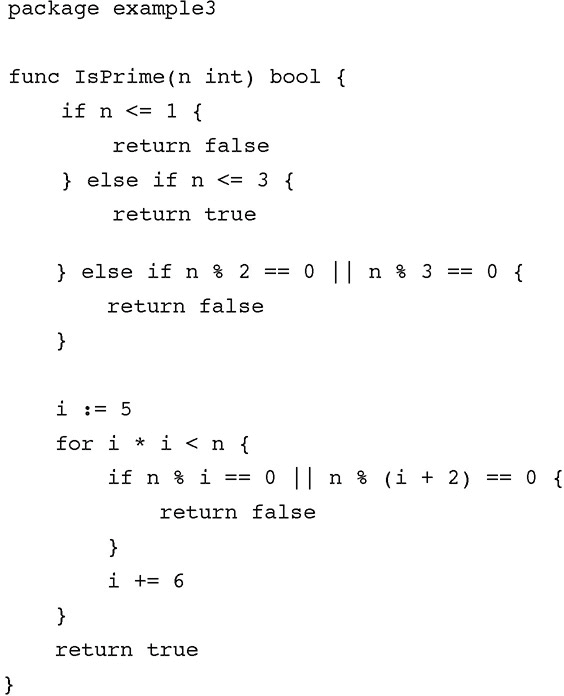 package example3

func IsPrime(n int) bool {
    if n <= 1 {
        return false
    } else if n <= 3 {
        return true

    } else if n % 2 == 0 || n % 3 == 0 {
        return false
    }

    i := 5
    for i * i < n {
        if n % i == 0 || n % (i + 2) == 0 {
            return false
        }
        i += 6
    }
    return true
}